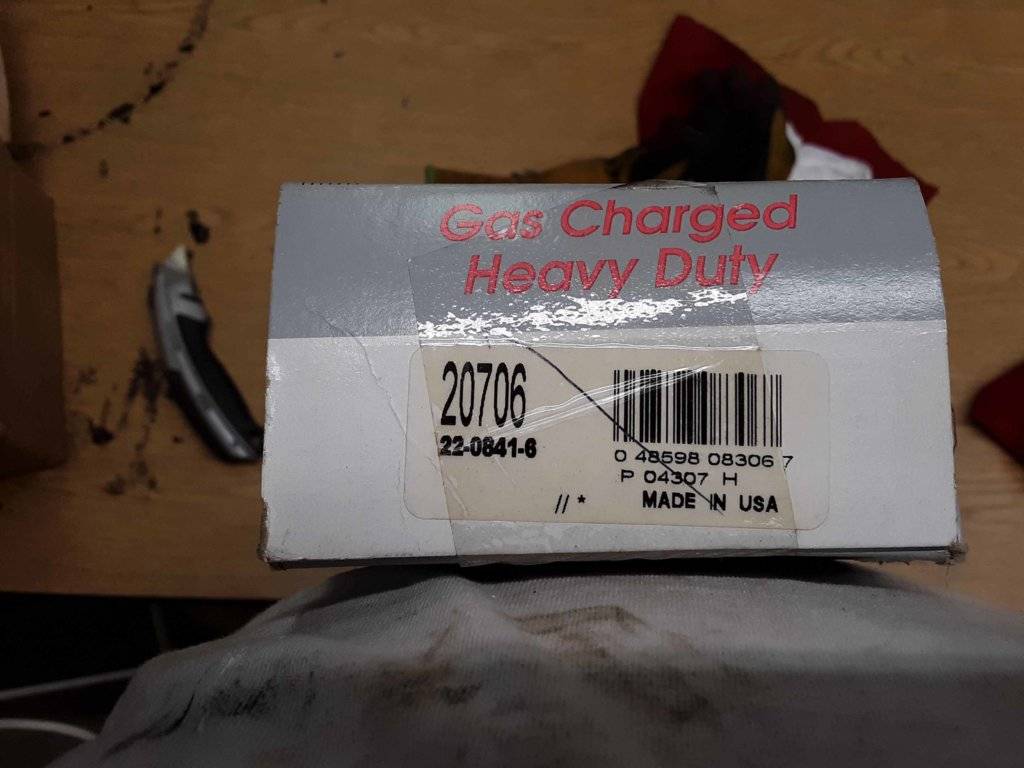 Gas Charged
Heavy Duty
20706
22-0841-6
0 48598 08306 7
P 04307 H
// *
MADE IN USA